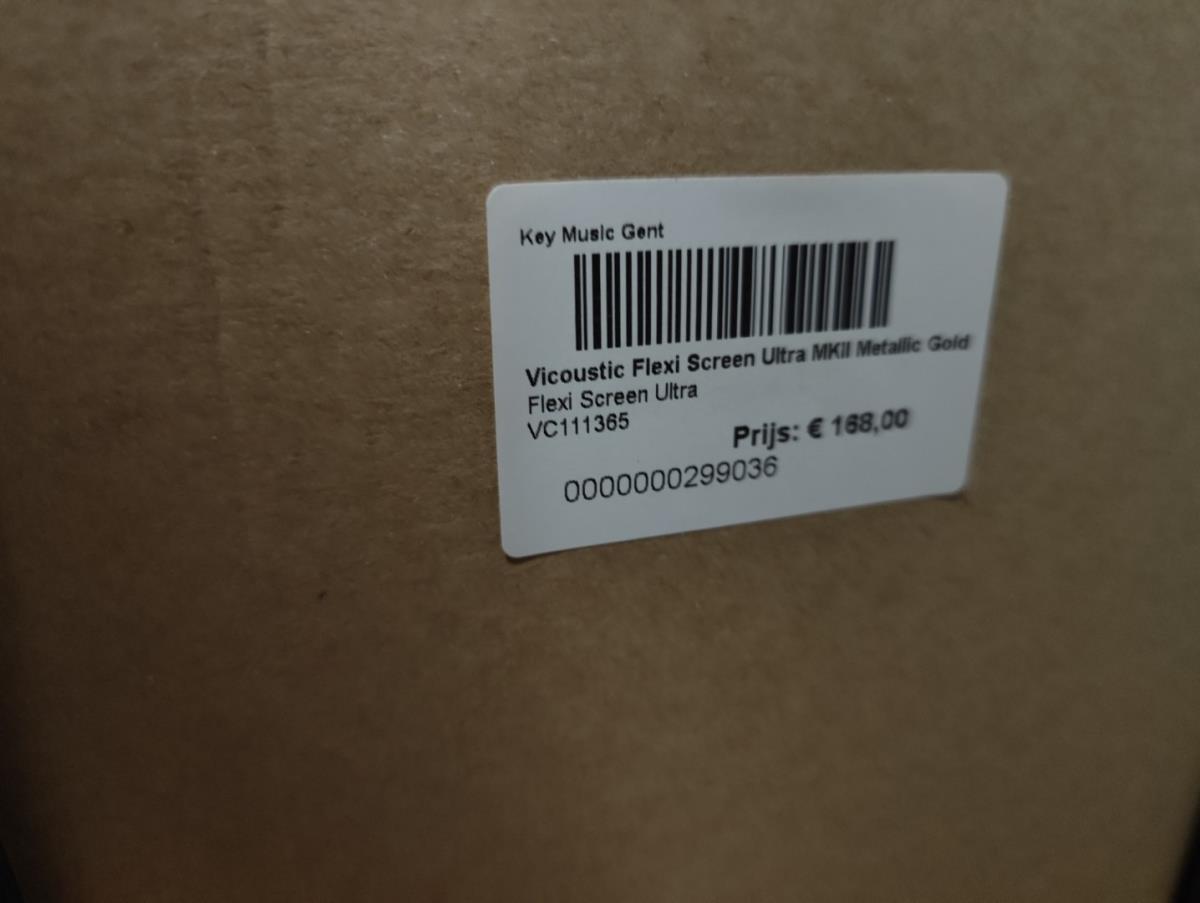 Key Music Gent
Vicoustic Flexi Screen Ultra MKII Metallic Gold
Flexi Screen Ultra
VC111365
Prijs: € 168,00
0000000299036